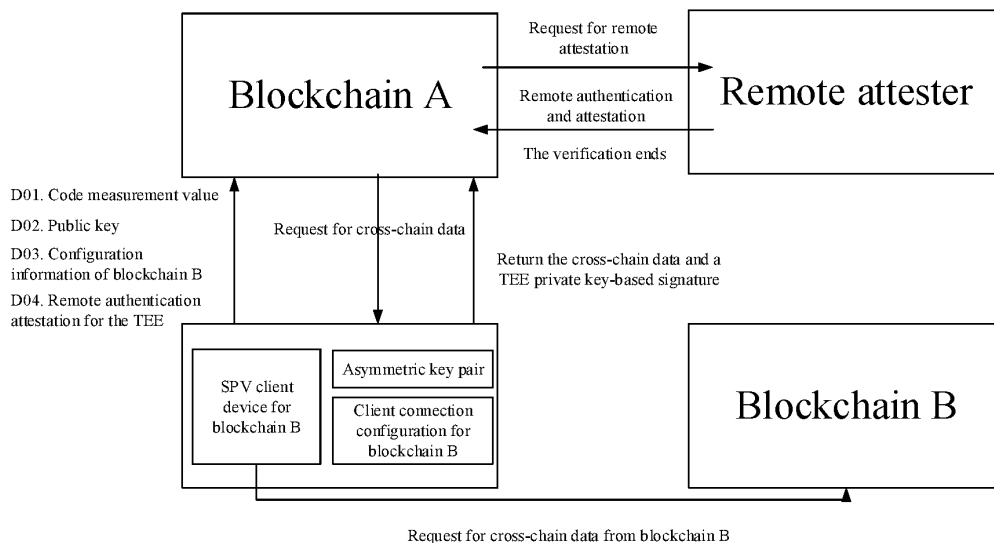 Request for remote
attestation
Blockchain A
Remote attester
Remote authentication
and attestation
The verification ends
D01. Code measurement value
D02. Public key
D03. Configuration
information of blockchain B
D04. Remote authentication
attestation for the TEE
Request for cross-chain data
Return the cross-chain data and a
TEE private key-based signature
SPV client
device for
blockchain B
Asymmetric key pair
Client connection
configuration for
blockchain B
Blockchain B
Request for cross-chain data from blockchain B